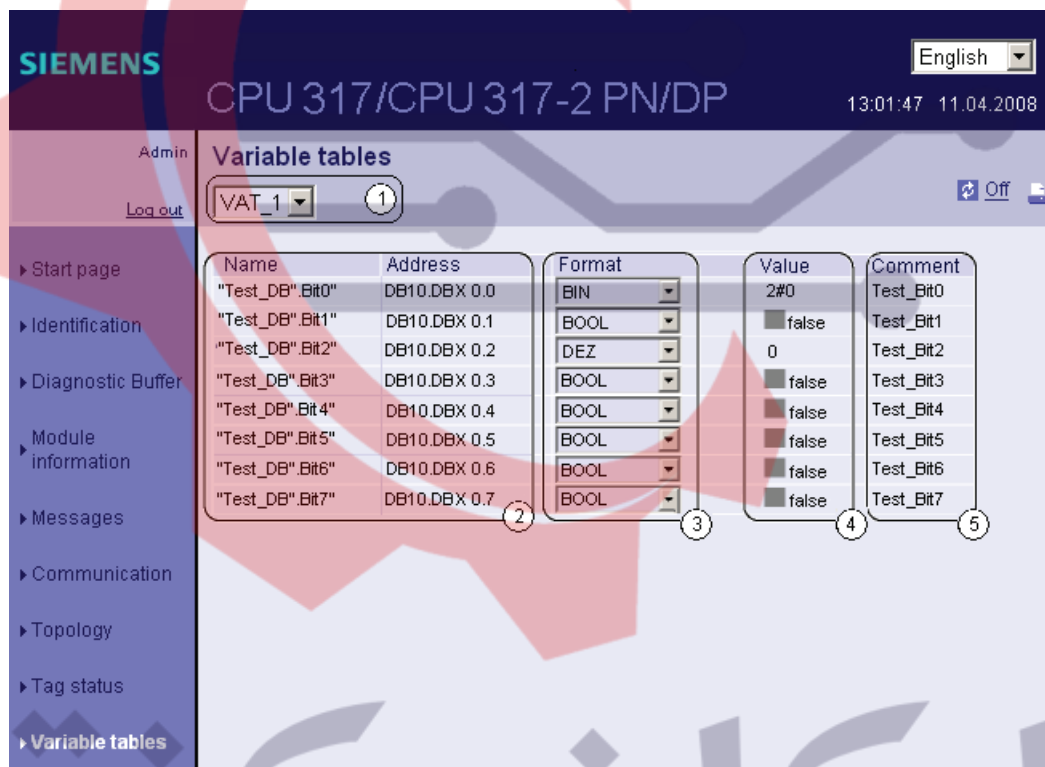 SIEMENS
English
CPU 317/CPU 317-2 PN/DP
13:01:47 11.04.2008
Admin
Variable tables
VAT_1 1
Off
Log out
Name Address Format Value Comment
"Test_DB".Bit0" DB10.DBX 0.0 BIN 2#0 Test_Bit0
"Test_DB".Bit1" DB10.DBX 0.1 BOOL false Test_Bit1
"Test_DB".Bit2" DB10.DBX 0.2 DEZ 0 Test_Bit2
"Test_DB".Bit3" DB10.DBX 0.3 BOOL false Test_Bit3
"Test_DB".Bit4" DB10.DBX 0.4 BOOL false Test_Bit4
"Test_DB".Bit5" DB10.DBX 0.5 BOOL false Test_Bit5
"Test_DB".Bit6" DB10.DBX 0.6 BOOL false Test_Bit6
"Test_DB".Bit7" DB10.DBX 0.7 BOOL false Test_Bit7
2 3 4 5
Start page
Identification
Diagnostic Buffer
Module
information
Messages
Communication
Topology
Tag status
Variable tables